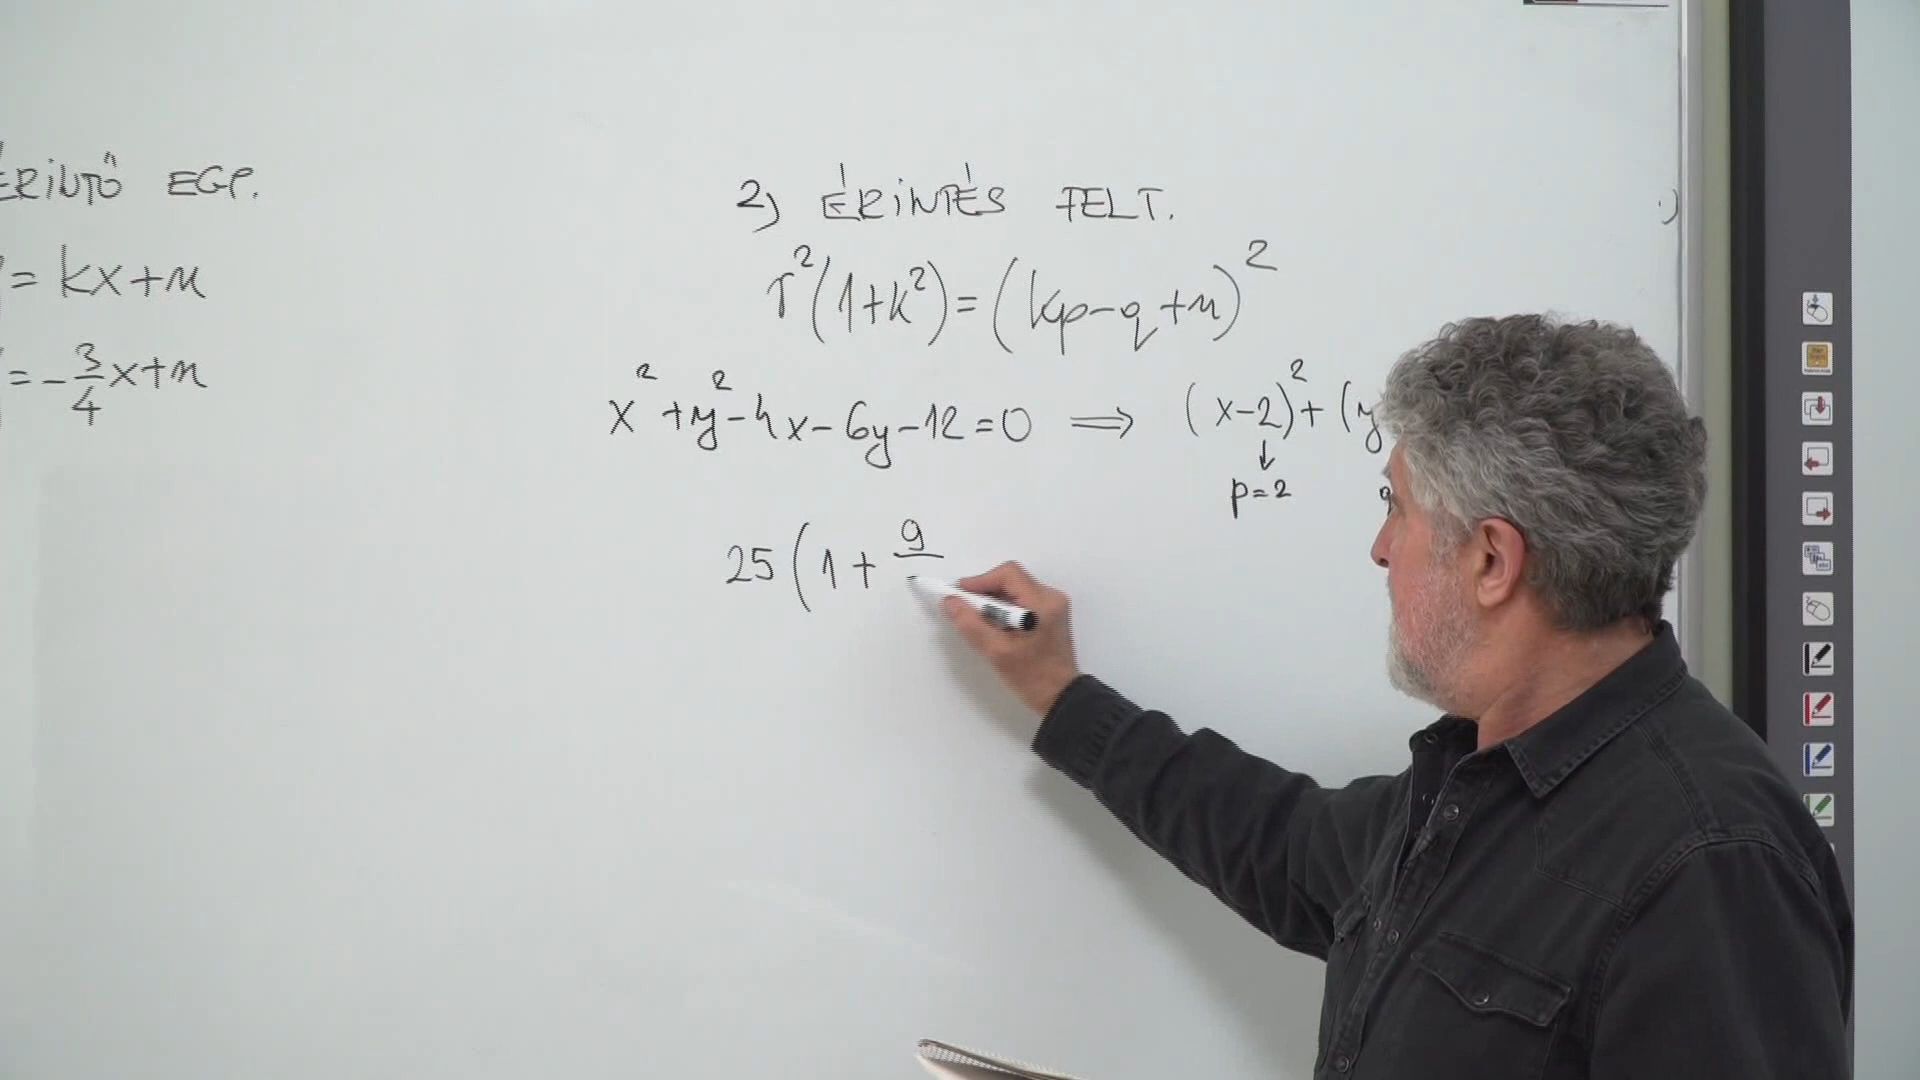 ÉRINTŐ EGY.
= kx+n
= -3/4 x+n
2) ÉRINTÉS FELT.
r²(1+k²)=(kp-q+n)²
x²+y²-4x-6y-12=0 ⟹ (x-2)²+(y
↓
p=2 q
25(1+9/